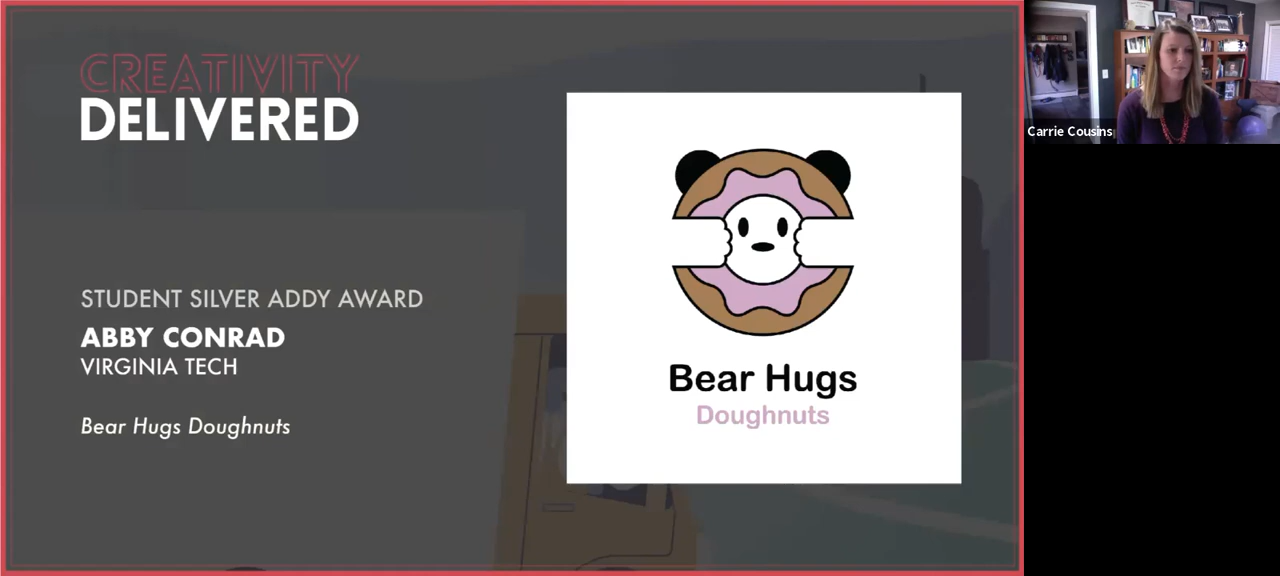 CREATIVITY
DELIVERED
STUDENT SILVER ADDY AWARD
ABBY CONRAD
VIRGINIA TECH
Bear Hugs Doughnuts
Bear Hugs
Doughnuts
Carrie Cousins